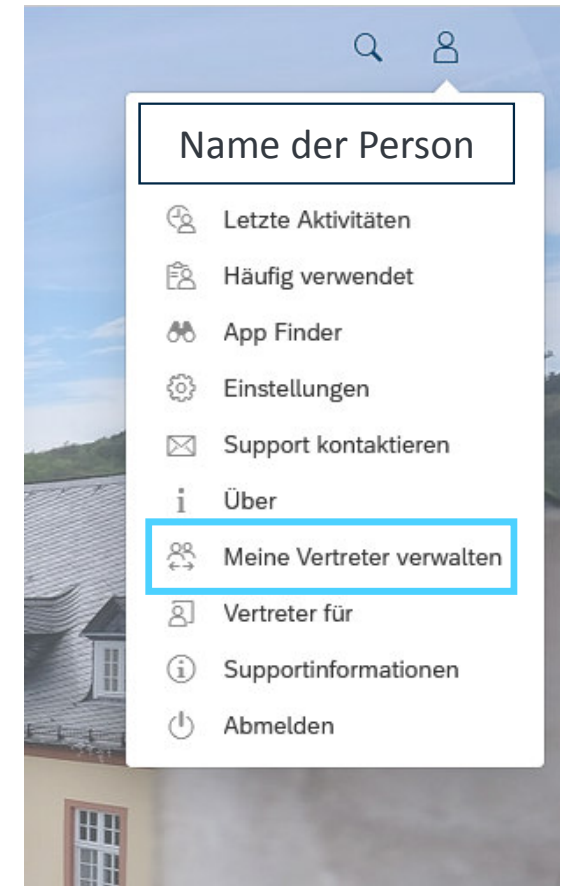 Name der Person
Letzte Aktivitäten
Häufig verwendet
App Finder
Einstellungen
Support kontaktieren
Über
Meine Vertreter verwalten
Vertreter für
Supportinformationen
Abmelden